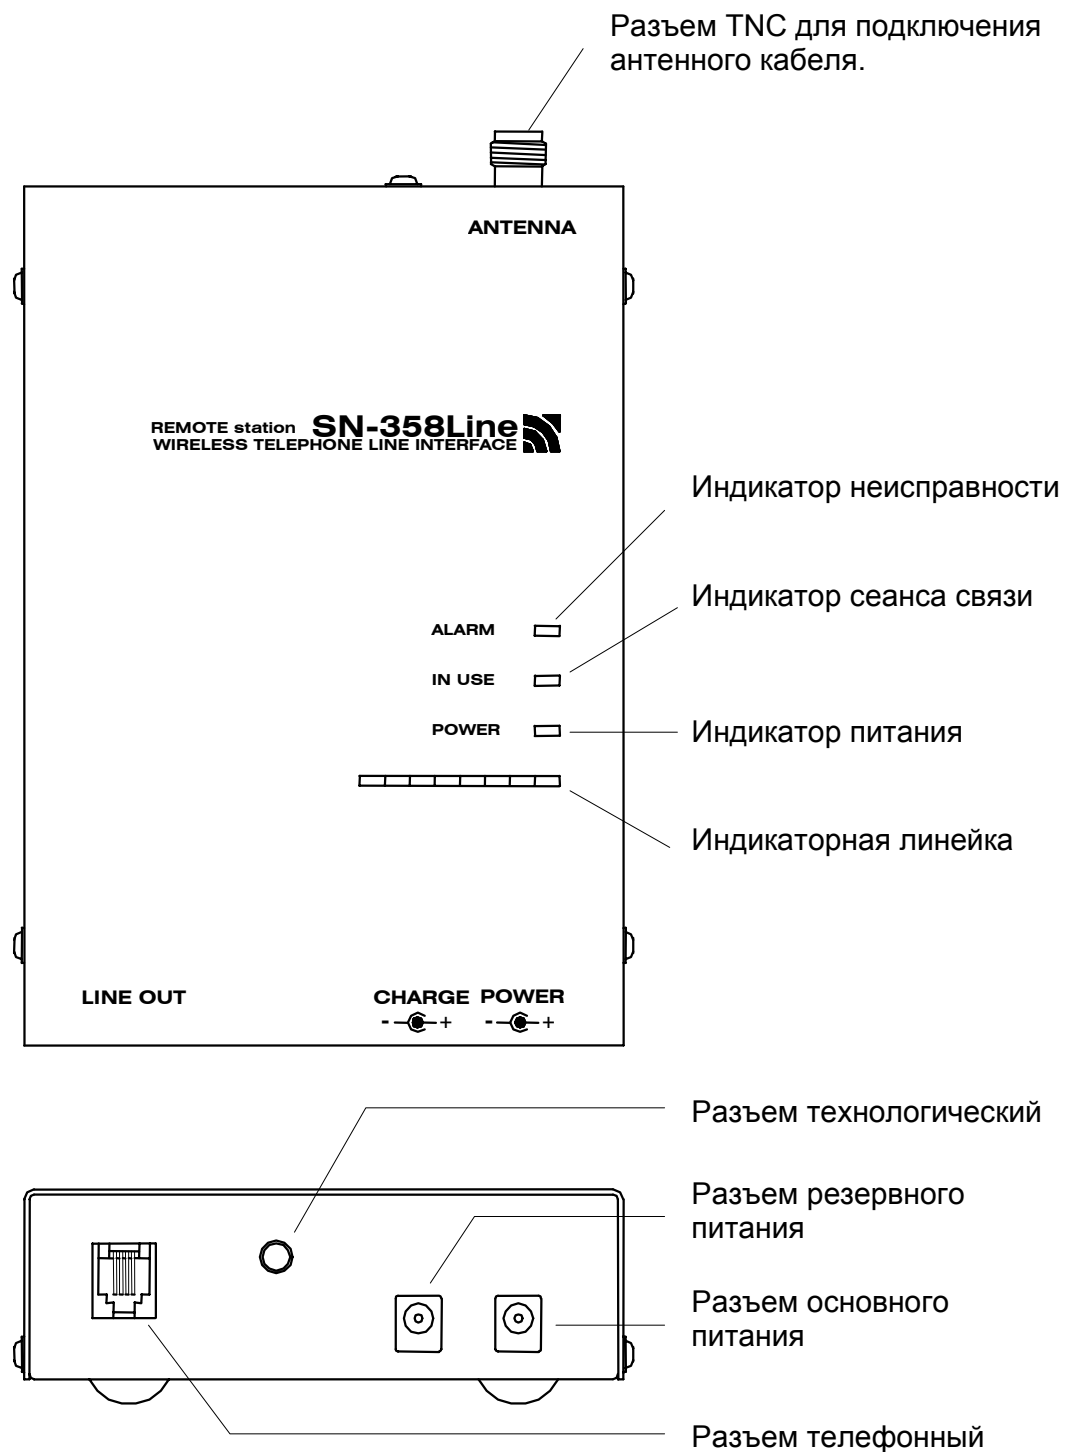 Разъем TNC для подключения
антенного кабеля.
ANTENNA
REMOTE station SN-358Line
WIRELESS TELEPHONE LINE INTERFACE
Индикатор неисправности
Индикатор сеанса связи
ALARM
IN USE
POWER
Индикатор питания
Индикаторная линейка
LINE OUT
CHARGE POWER
- + - +
Разъем технологический
Разъем резервного
питания
Разъем основного
питания
Разъем телефонный